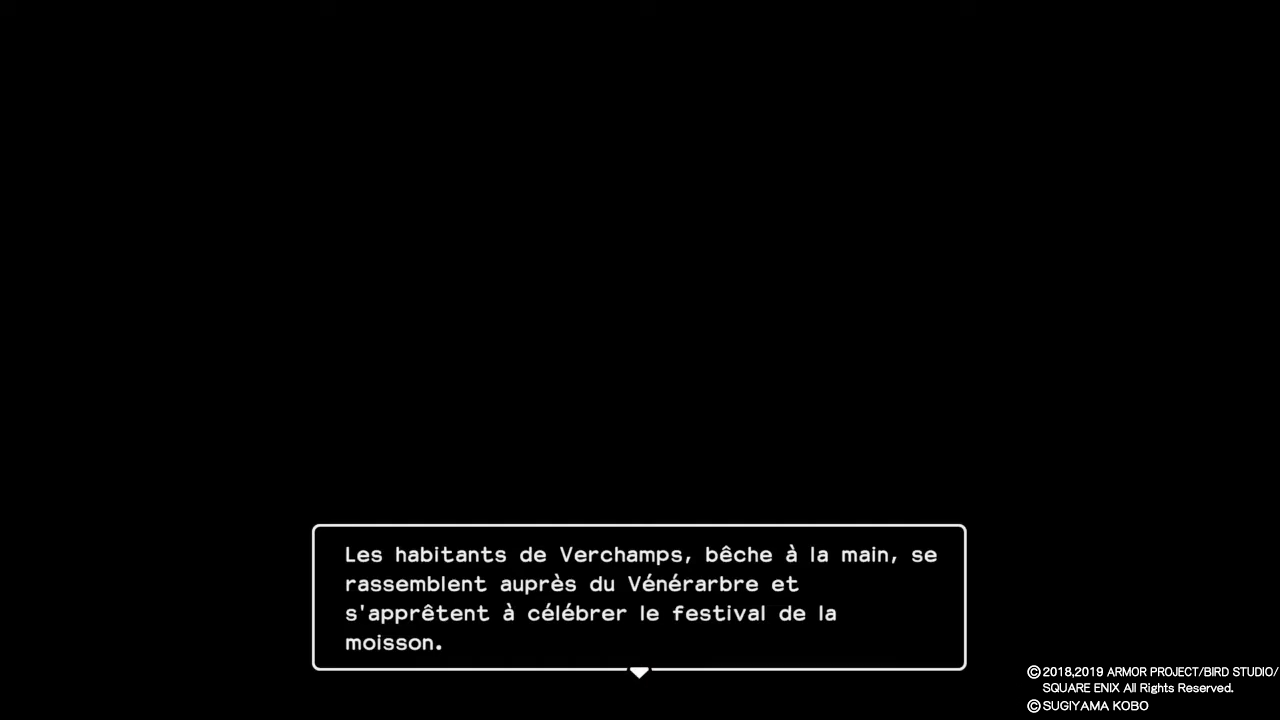 Les habitants de Verchamps, bêche à la main, se
rassemblent auprès du Vénérarbre et
s'apprêtent à célébrer le festival de la
moisson.
©2018,2019 ARMOR PROJECT/BIRD STUDIO/
SQUARE ENIX All Rights Reserved.
©SUGIYAMA KOBO